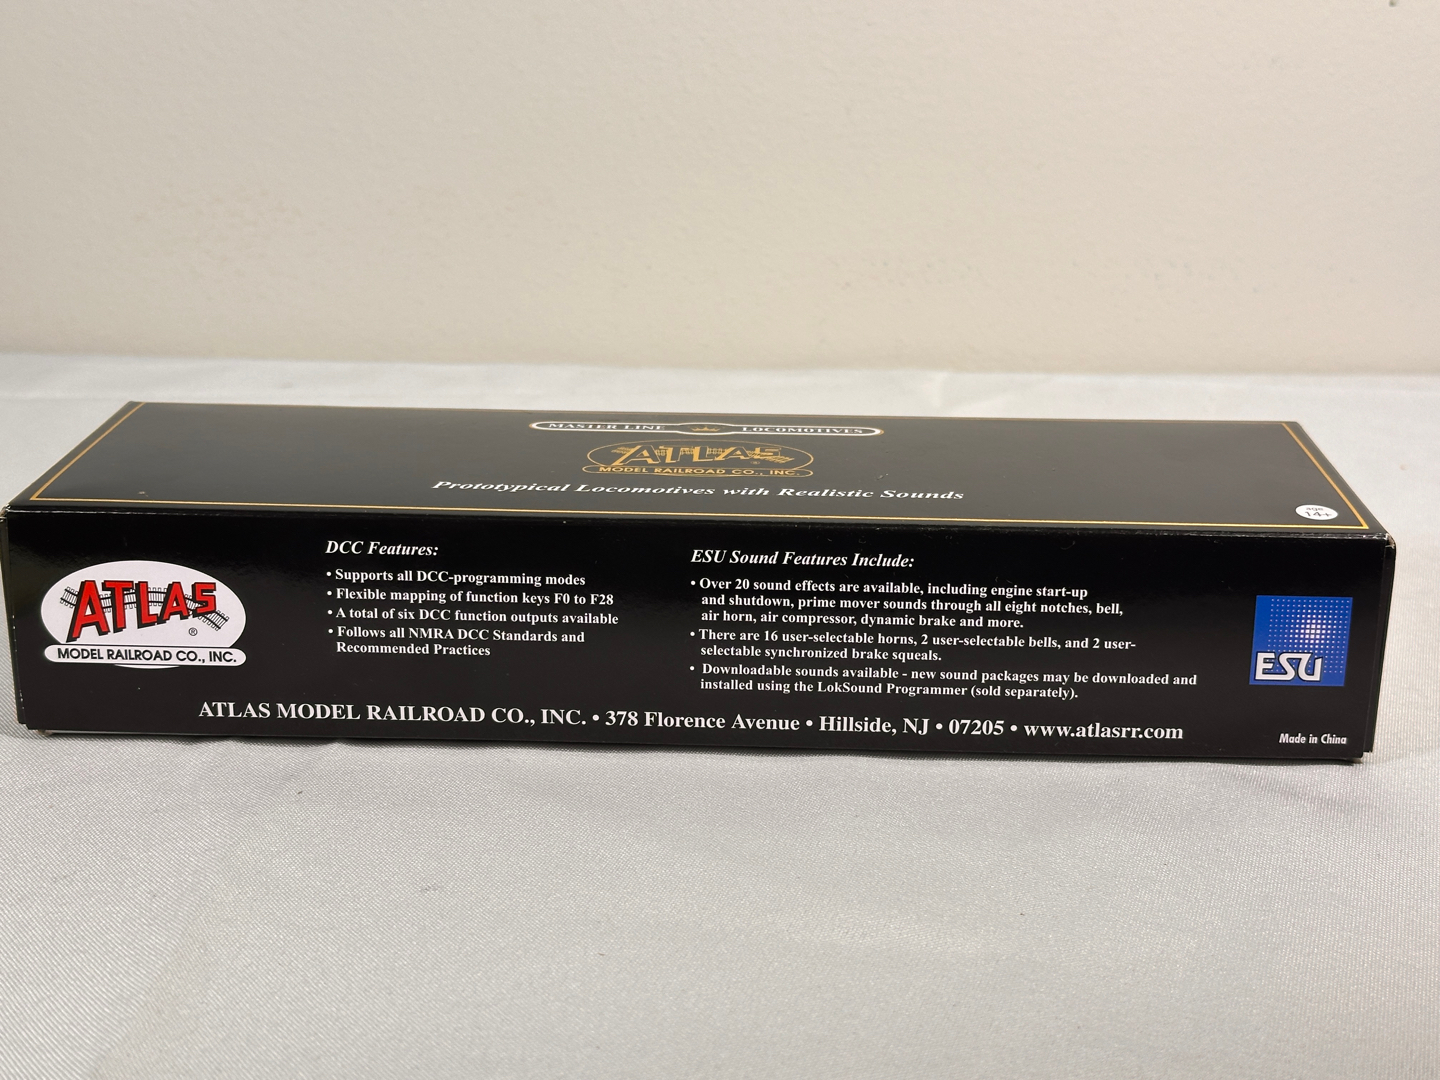 MASTER LINE LOCOMOTIVES
ATLAS
MODEL RAILROAD CO., INC.
Prototypical Locomotives with Realistic Sounds
age
14+
ATLAS
®
MODEL RAILROAD CO., INC.
DCC Features:
• Supports all DCC-programming modes
• Flexible mapping of function keys F0 to F28
• A total of six DCC function outputs available
• Follows all NMRA DCC Standards and
Recommended Practices
ESU Sound Features Include:
• Over 20 sound effects are available, including engine start-up
and shutdown, prime mover sounds through all eight notches, bell,
air horn, air compressor, dynamic brake and more.
• There are 16 user-selectable horns, 2 user-selectable bells, and 2 user-
selectable synchronized brake squeals.
• Downloadable sounds available - new sound packages may be downloaded and
installed using the LokSound Programmer (sold separately).
ESU
ATLAS MODEL RAILROAD CO., INC. • 378 Florence Avenue • Hillside, NJ • 07205 • www.atlasrr.com
Made in China